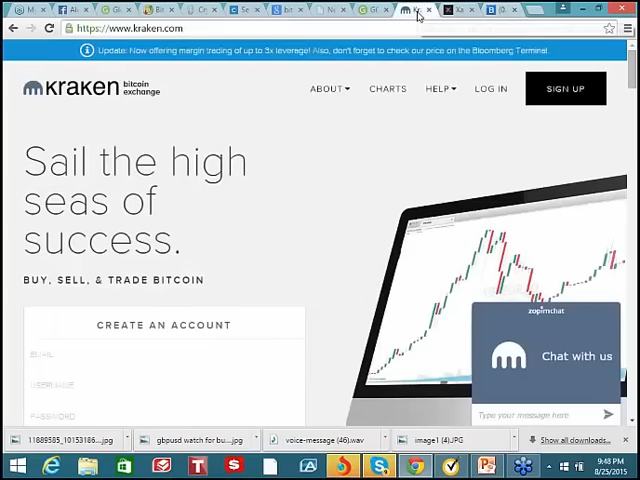 https://www.kraken.com
Update: Now offering margin trading of up to 3x leverage! Also, don't forget to check our price on the Bloomberg Terminal.
kraken bitcoin exchange
ABOUT CHARTS HELP LOG IN SIGN UP
Sail the high
seas of
success.
BUY, SELL, & TRADE BITCOIN
CREATE AN ACCOUNT
EMAIL
USERNAME
PASSWORD
zopimchat
Chat with us
Type your message here
11889585_10153186...jpg
gbpusd watch for bu....jpg
voice-message (46).wav
image1 (4).JPG
Show all downloads...
9:48 PM
8/25/2015